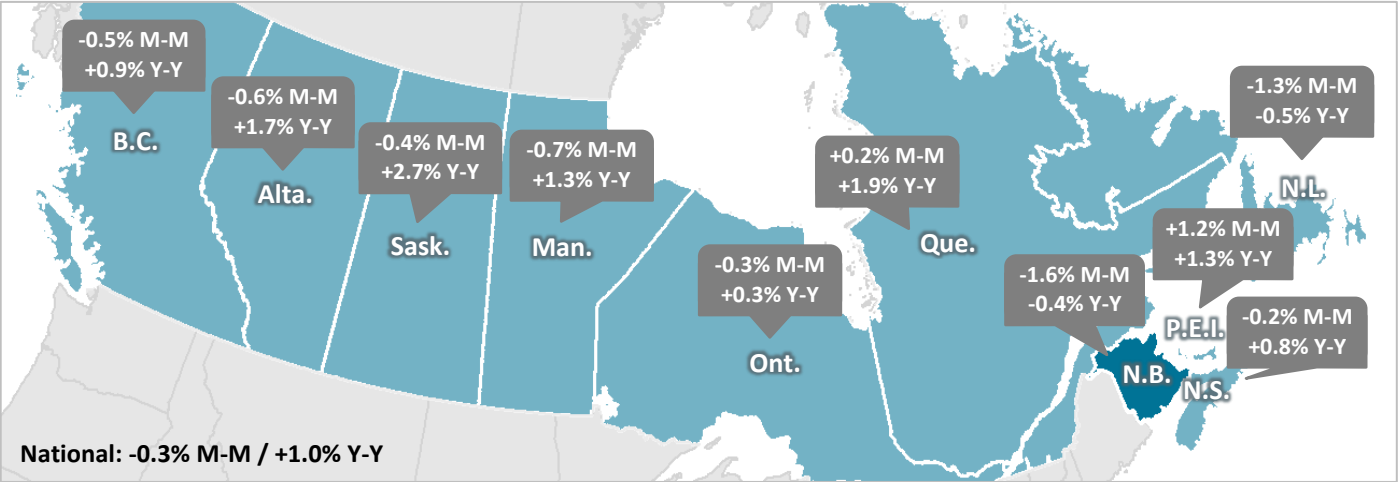 -0.5% M-M
+0.9% Y-Y
B.C.
-0.6% M-M
+1.7% Y-Y
Alta.
-0.4% M-M
+2.7% Y-Y
Sask.
-0.7% M-M
+1.3% Y-Y
Man.
-0.3% M-M
+0.3% Y-Y
Ont.
+0.2% M-M
+1.9% Y-Y
Que.
-1.3% M-M
-0.5% Y-Y
N.L.
+1.2% M-M
+1.3% Y-Y
P.E.I.
-1.6% M-M
-0.4% Y-Y
N.B.
-0.2% M-M
+0.8% Y-Y
N.S.
National: -0.3% M-M / +1.0% Y-Y